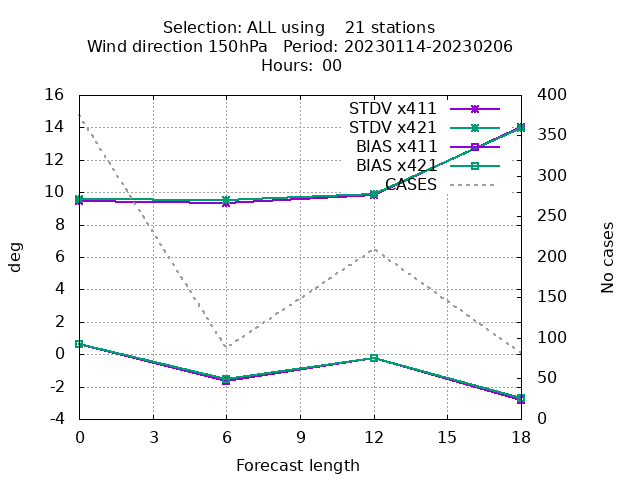 Selection: ALL using    21 stations
Wind direction 150hPa   Period: 20230114-20230206
Hours: 00
16
14
12
10
8
6
4
2
0
-2
-4
400
350
300
250
200
150
100
50
0
STDV x411
STDV x421
BIAS x411
BIAS x421
CASES
deg
No cases
0 3 6 9 12 15 18
Forecast length